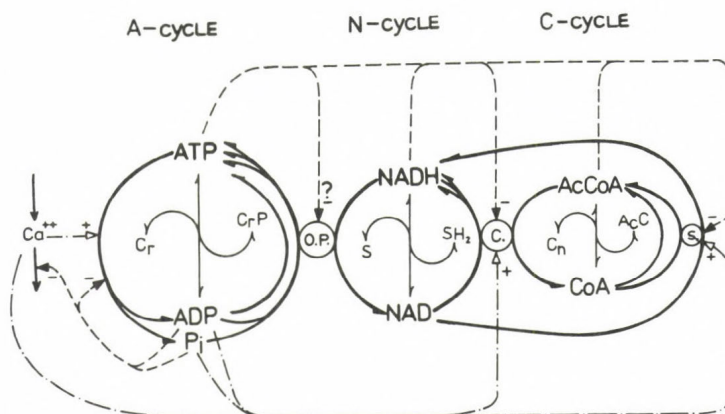 A-CYCLE N-CYCLE C-CYCLE
ATP NADH AcCoA
?
Ca++ + Cr CrP - O.P. S SH2 - C. Cn AcC - S.
- - + +
ADP NAD CoA
Pi